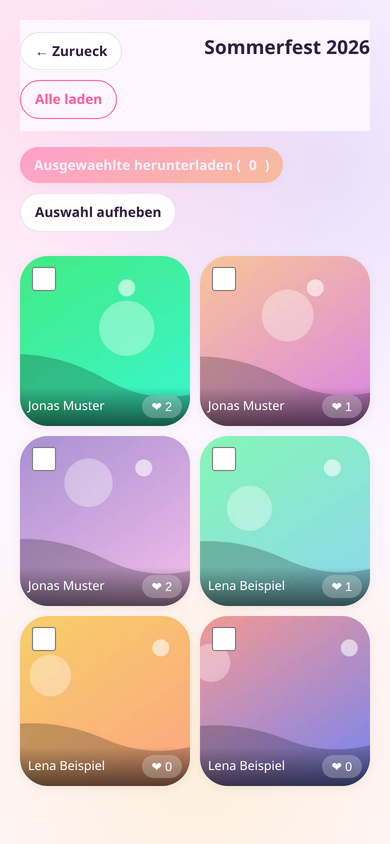 ← Zurueck
Sommerfest 2026
Alle laden
Ausgewaehlte herunterladen ( 0 )
Auswahl aufheben
Jonas Muster ❤ 2
Jonas Muster ❤ 1
Jonas Muster ❤ 2
Lena Beispiel ❤ 1
Lena Beispiel ❤ 0
Lena Beispiel ❤ 0